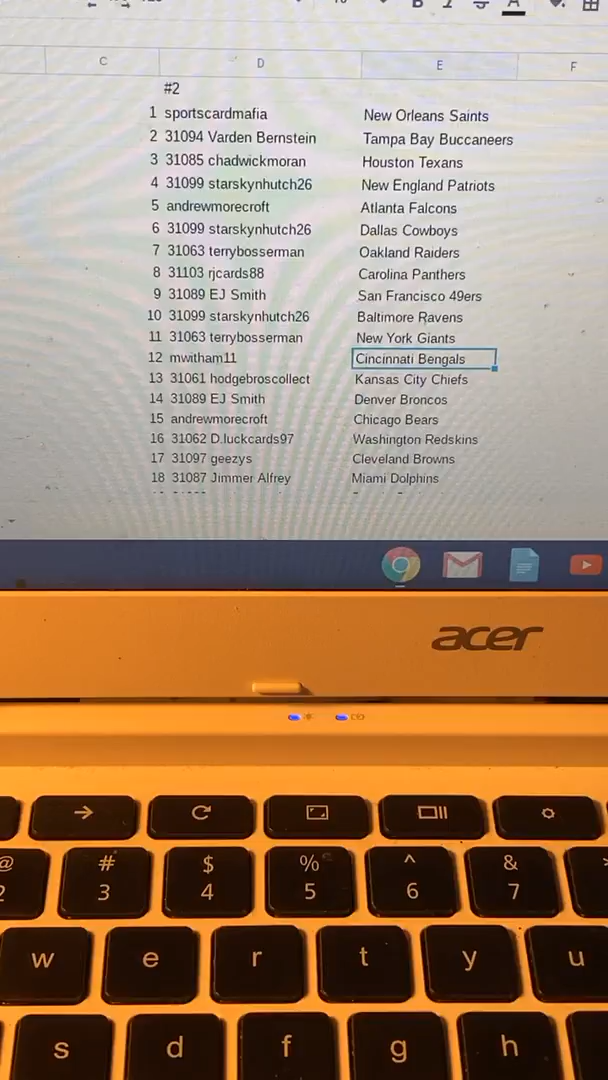 B I S A
C D E F
#2
1 sportscardmafia New Orleans Saints
2 31094 Varden Bernstein Tampa Bay Buccaneers
3 31085 chadwickmoran Houston Texans
4 31099 starskynhutch26 New England Patriots
5 andrewmorecroft Atlanta Falcons
6 31099 starskynhutch26 Dallas Cowboys
7 31063 terrybosserman Oakland Raiders
8 31103 rjcards88 Carolina Panthers
9 31089 EJ Smith San Francisco 49ers
10 31099 starskynhutch26 Baltimore Ravens
11 31063 terrybosserman New York Giants
12 mwitham11 Cincinnati Bengals
13 31061 hodgebroscollect Kansas City Chiefs
14 31089 EJ Smith Denver Broncos
15 andrewmorecroft Chicago Bears
16 31062 D.luckcards97 Washington Redskins
17 31097 geezys Cleveland Browns
18 31087 Jimmer Alfrey Miami Dolphins
acer
@ # $ % ^ &
2 3 4 5 6 7
w e r t y u
s d f g h